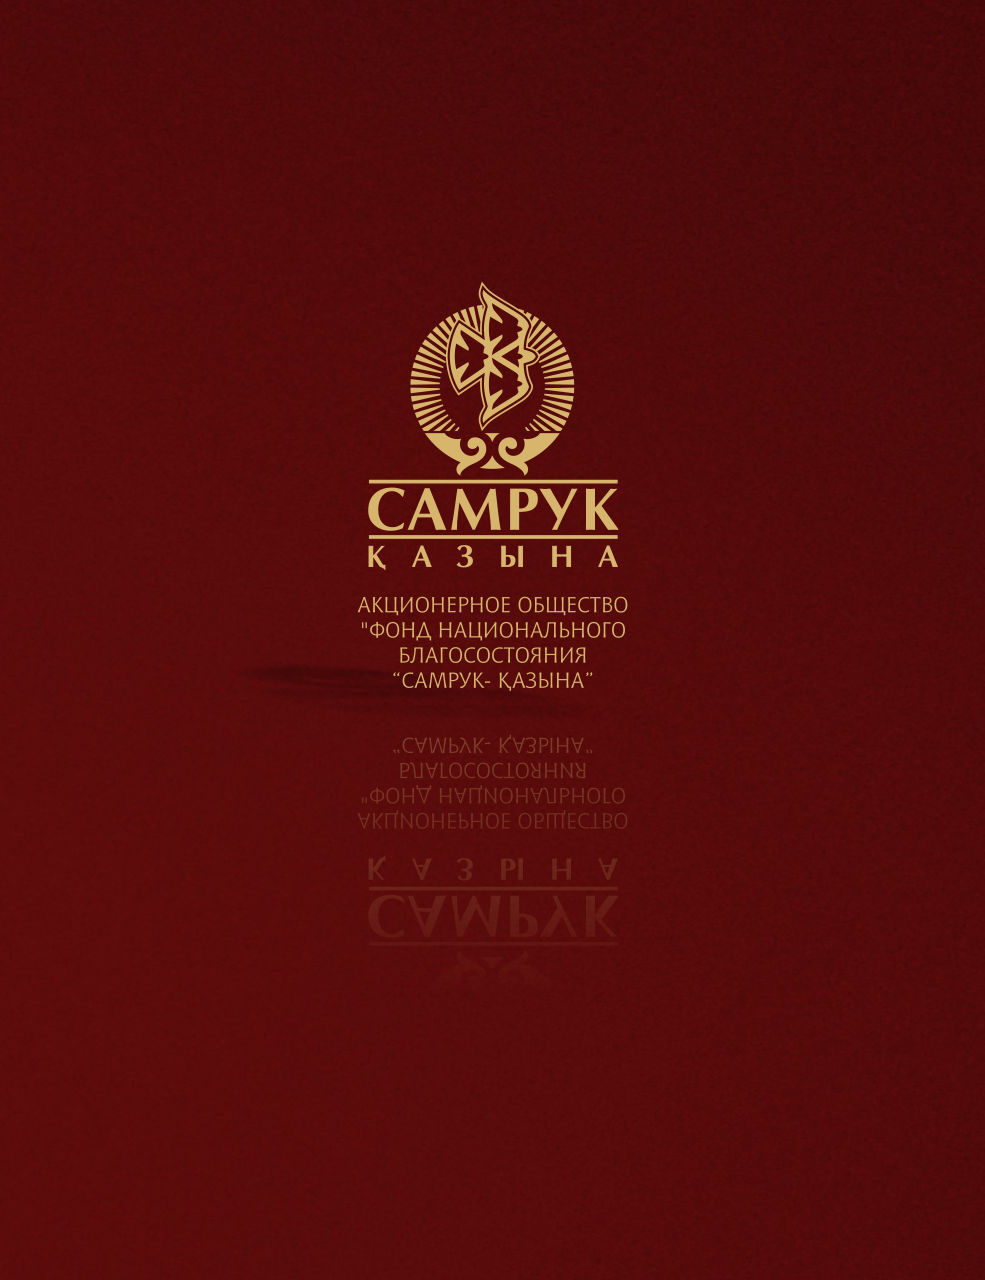 САМРУК
ҚАЗЫНА
АКЦИОНЕРНОЕ ОБЩЕСТВО
"ФОНД НАЦИОНАЛЬНОГО
БЛАГОСОСТОЯНИЯ
“САМРУК- ҚАЗЫНА”